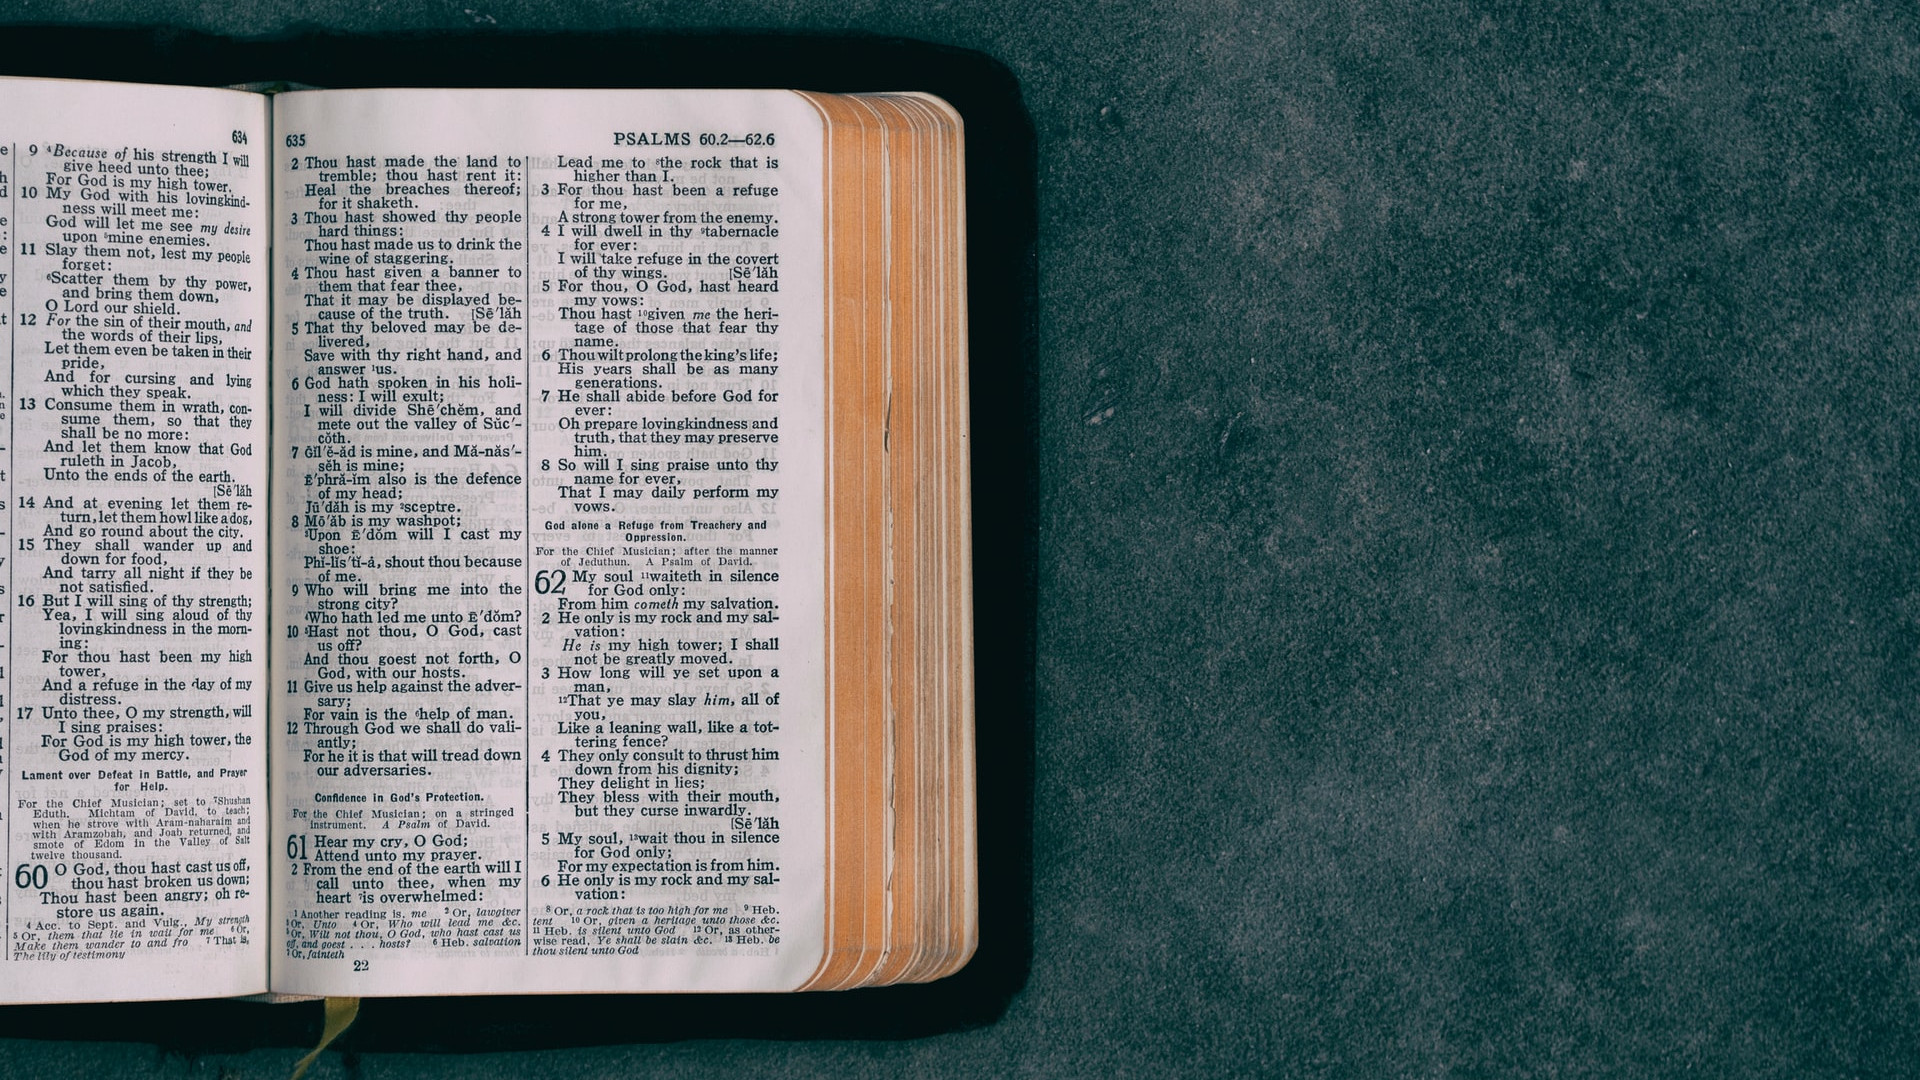 634
9 ⁴Because of his strength I will
give heed unto thee;
For God is my high tower.
10 My God with his lovingkind-
ness will meet me:
God will let me see my desire
upon ⁵mine enemies.
11 Slay them not, lest my people
forget:
⁶Scatter them by thy power,
and bring them down,
O Lord our shield.
12 For the sin of their mouth, and
the words of their lips,
Let them even be taken in their
pride,
And for cursing and lying
which they speak.
13 Consume them in wrath, con-
sume them, so that they
shall be no more:
And let them know that God
ruleth in Jacob,
Unto the ends of the earth.
[Sē′lăh
14 And at evening let them re-
turn, let them howl like a dog,
And go round about the city.
15 They shall wander up and
down for food,
And tarry all night if they be
not satisfied.
16 But I will sing of thy strength;
Yea, I will sing aloud of thy
lovingkindness in the morn-
ing:
For thou hast been my high
tower,
And a refuge in the day of my
distress.
17 Unto thee, O my strength, will
I sing praises:
For God is my high tower, the
God of my mercy.
Lament over Defeat in Battle, and Prayer
for Help.
For the Chief Musician; set to ⁷Shushan
Eduth. Michtam of David, to teach;
when he strove with Aram-naharaim and
with Aramzobah, and Joab returned, and
smote of Edom in the Valley of Salt
twelve thousand.
60 O God, thou hast cast us off,
thou hast broken us down;
Thou hast been angry; oh re-
store us again.
⁴ Acc. to Sept. and Vulg., My strength
⁵ Or, them that lie in wait for me ⁶ Or,
Make them wander to and fro ⁷ That is,
The lily of testimony
635 PSALMS 60.2—62.6
2 Thou hast made the land to
tremble; thou hast rent it:
Heal the breaches thereof;
for it shaketh.
3 Thou hast showed thy people
hard things:
Thou hast made us to drink the
wine of staggering.
4 Thou hast given a banner to
them that fear thee,
That it may be displayed be-
cause of the truth. [Sē′lăh
5 That thy beloved may be de-
livered,
Save with thy right hand, and
answer ¹us.
6 God hath spoken in his holi-
ness: I will exult;
I will divide Shē′chĕm, and
mete out the valley of Sŭc′-
cŏth.
7 Gĭl′ĕ-ăd is mine, and Mă-năs′-
sĕh is mine;
Ē′phră-ĭm also is the defence
of my head;
Jū′dăh is my ²sceptre.
8 Mō′ăb is my washpot;
³Upon Ē′dŏm will I cast my
shoe:
Phĭ-lĭs′tĭ-á, shout thou because
of me.
9 Who will bring me into the
strong city?
⁴Who hath led me unto Ē′dŏm?
10 ⁵Hast not thou, O God, cast
us off?
And thou goest not forth, O
God, with our hosts.
11 Give us help against the adver-
sary;
For vain is the ⁶help of man.
12 Through God we shall do vali-
antly;
For he it is that will tread down
our adversaries.
Confidence in God's Protection.
For the Chief Musician; on a stringed
instrument. A Psalm of David.
61 Hear my cry, O God;
Attend unto my prayer.
2 From the end of the earth will I
call unto thee, when my
heart ⁷is overwhelmed:
¹ Another reading is, me ² Or, lawgiver
³ Or, Unto ⁴ Or, Who will lead me &c.
⁵ Or, Wilt not thou, O God, who hast cast us
off, and goest . . . hosts? ⁶ Heb. salvation
⁷ Or, fainteth
22
Lead me to ⁸the rock that is
higher than I.
3 For thou hast been a refuge
for me,
A strong tower from the enemy.
4 I will dwell in thy ⁹tabernacle
for ever:
I will take refuge in the covert
of thy wings. [Sē′lăh
5 For thou, O God, hast heard
my vows:
Thou hast ¹⁰given me the heri-
tage of those that fear thy
name.
6 Thou wilt prolong the king's life;
His years shall be as many
generations.
7 He shall abide before God for
ever:
Oh prepare lovingkindness and
truth, that they may preserve
him.
8 So will I sing praise unto thy
name for ever,
That I may daily perform my
vows.
God alone a Refuge from Treachery and
Oppression.
For the Chief Musician; after the manner
of Jeduthun. A Psalm of David.
62 My soul ¹¹waiteth in silence
for God only:
From him cometh my salvation.
2 He only is my rock and my sal-
vation:
He is my high tower; I shall
not be greatly moved.
3 How long will ye set upon a
man,
¹²That ye may slay him, all of
you,
Like a leaning wall, like a tot-
tering fence?
4 They only consult to thrust him
down from his dignity;
They delight in lies;
They bless with their mouth,
but they curse inwardly.
[Sē′lăh
5 My soul, ¹³wait thou in silence
for God only;
For my expectation is from him.
6 He only is my rock and my sal-
vation:
⁸ Or, a rock that is too high for me ⁹ Heb.
tent ¹⁰ Or, given a heritage unto those &c.
¹¹ Heb. is silent unto God ¹² Or, as other-
wise read, Ye shall be slain &c. ¹³ Heb. be
thou silent unto God